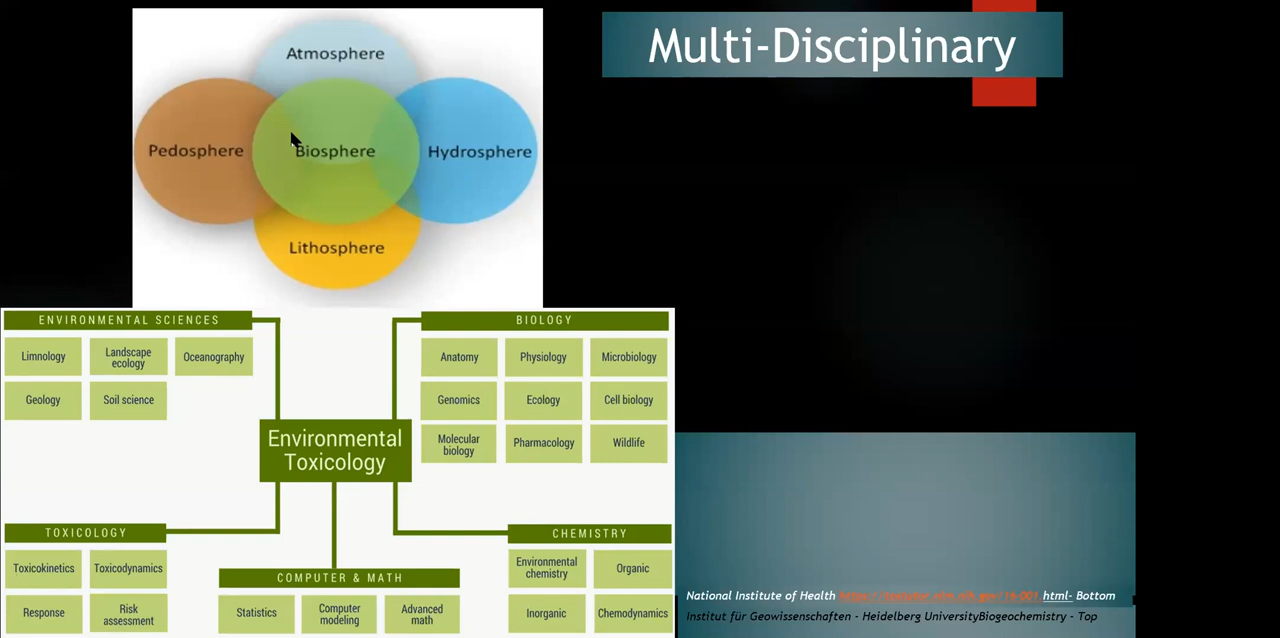 Multi-Disciplinary
Atmosphere
Pedosphere
Biosphere
Hydrosphere
Lithosphere
ENVIRONMENTAL SCIENCES
Limnology
Landscape
ecology
Oceanography
Geology
Soil science
BIOLOGY
Anatomy
Physiology
Microbiology
Genomics
Ecology
Cell biology
Molecular
biology
Pharmacology
Wildlife
Environmental
Toxicology
TOXICOLOGY
Toxicokinetics
Toxicodynamics
Response
Risk
assessment
COMPUTER & MATH
Statistics
Computer
modeling
Advanced
math
CHEMISTRY
Environmental
chemistry
Organic
Inorganic
Chemodynamics
National Institute of Health html- Bottom
Institut für Geowissenschaften - Heidelberg UniversityBiogeochemistry - Top